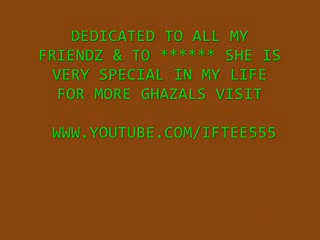 DEDICATED TO ALL MY
FRIENDZ & TO ****** SHE IS
VERY SPECIAL IN MY LIFE
FOR MORE GHAZALS VISIT
WWW.YOUTUBE.COM/IFTEE555